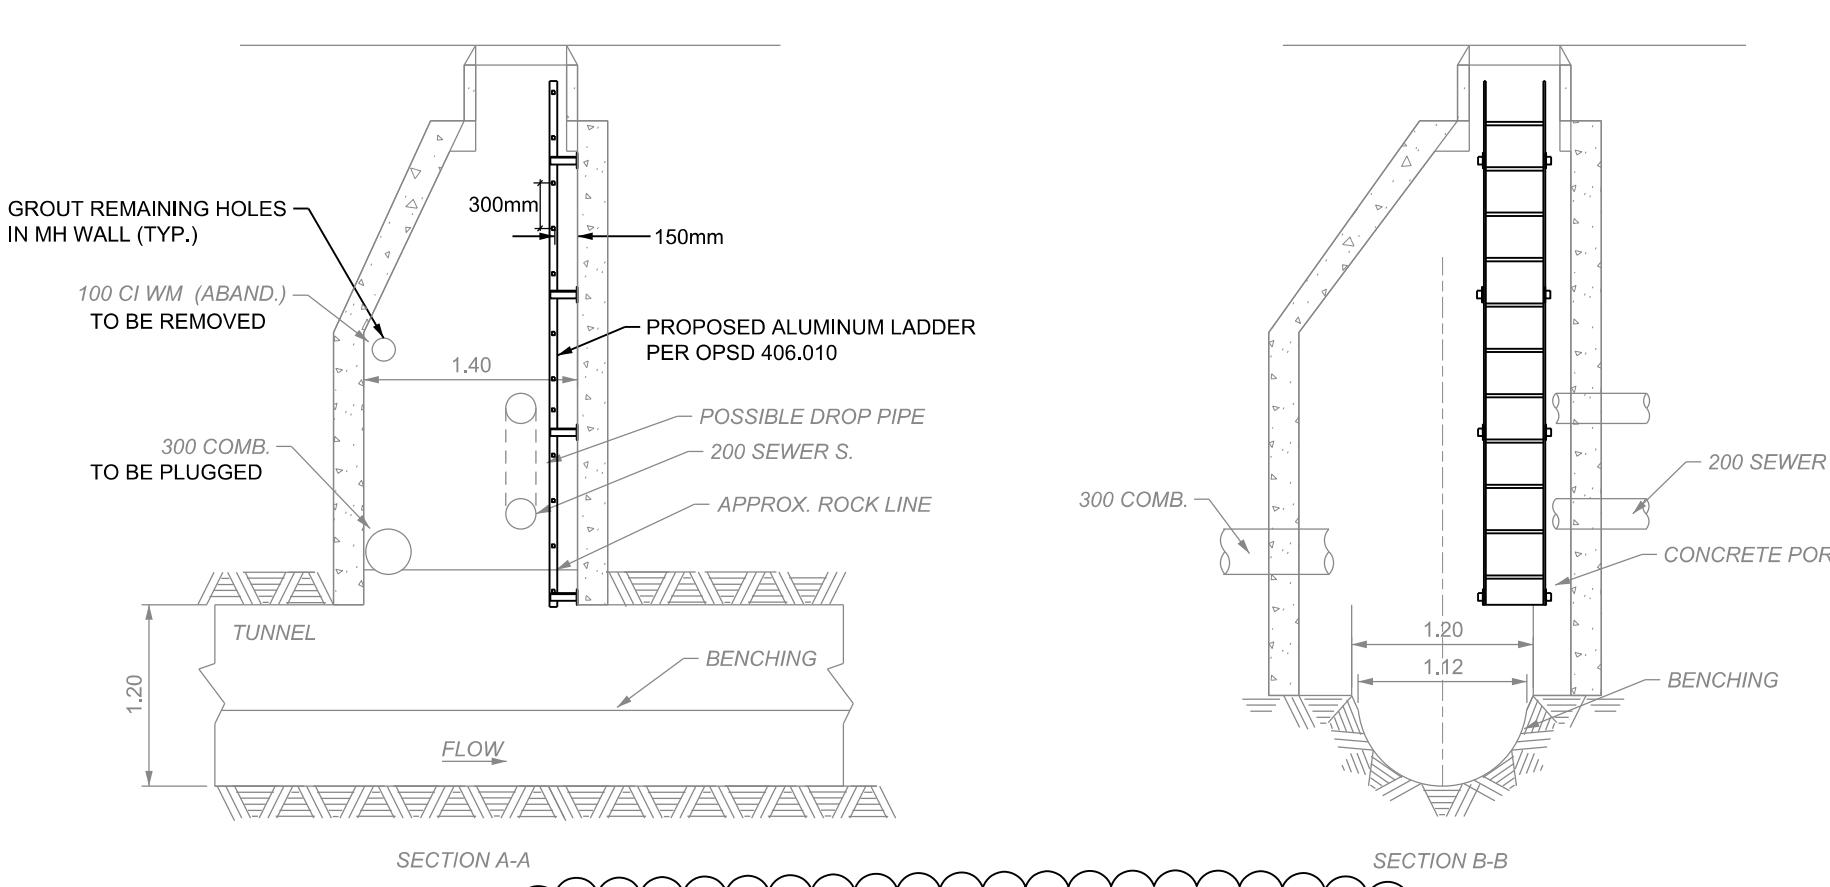 GROUT REMAINING HOLES
IN MH WALL (TYP.)
100 CI WM (ABAND.)
TO BE REMOVED
300 COMB.
TO BE PLUGGED
300mm
150mm
PROPOSED ALUMINUM LADDER
PER OPSD 406.010
1.40
POSSIBLE DROP PIPE
200 SEWER S.
APPROX. ROCK LINE
TUNNEL
BENCHING
1.20
FLOW
SECTION A-A
300 COMB.
200 SEWER
CONCRETE POR
1.20
1.12
BENCHING
SECTION B-B